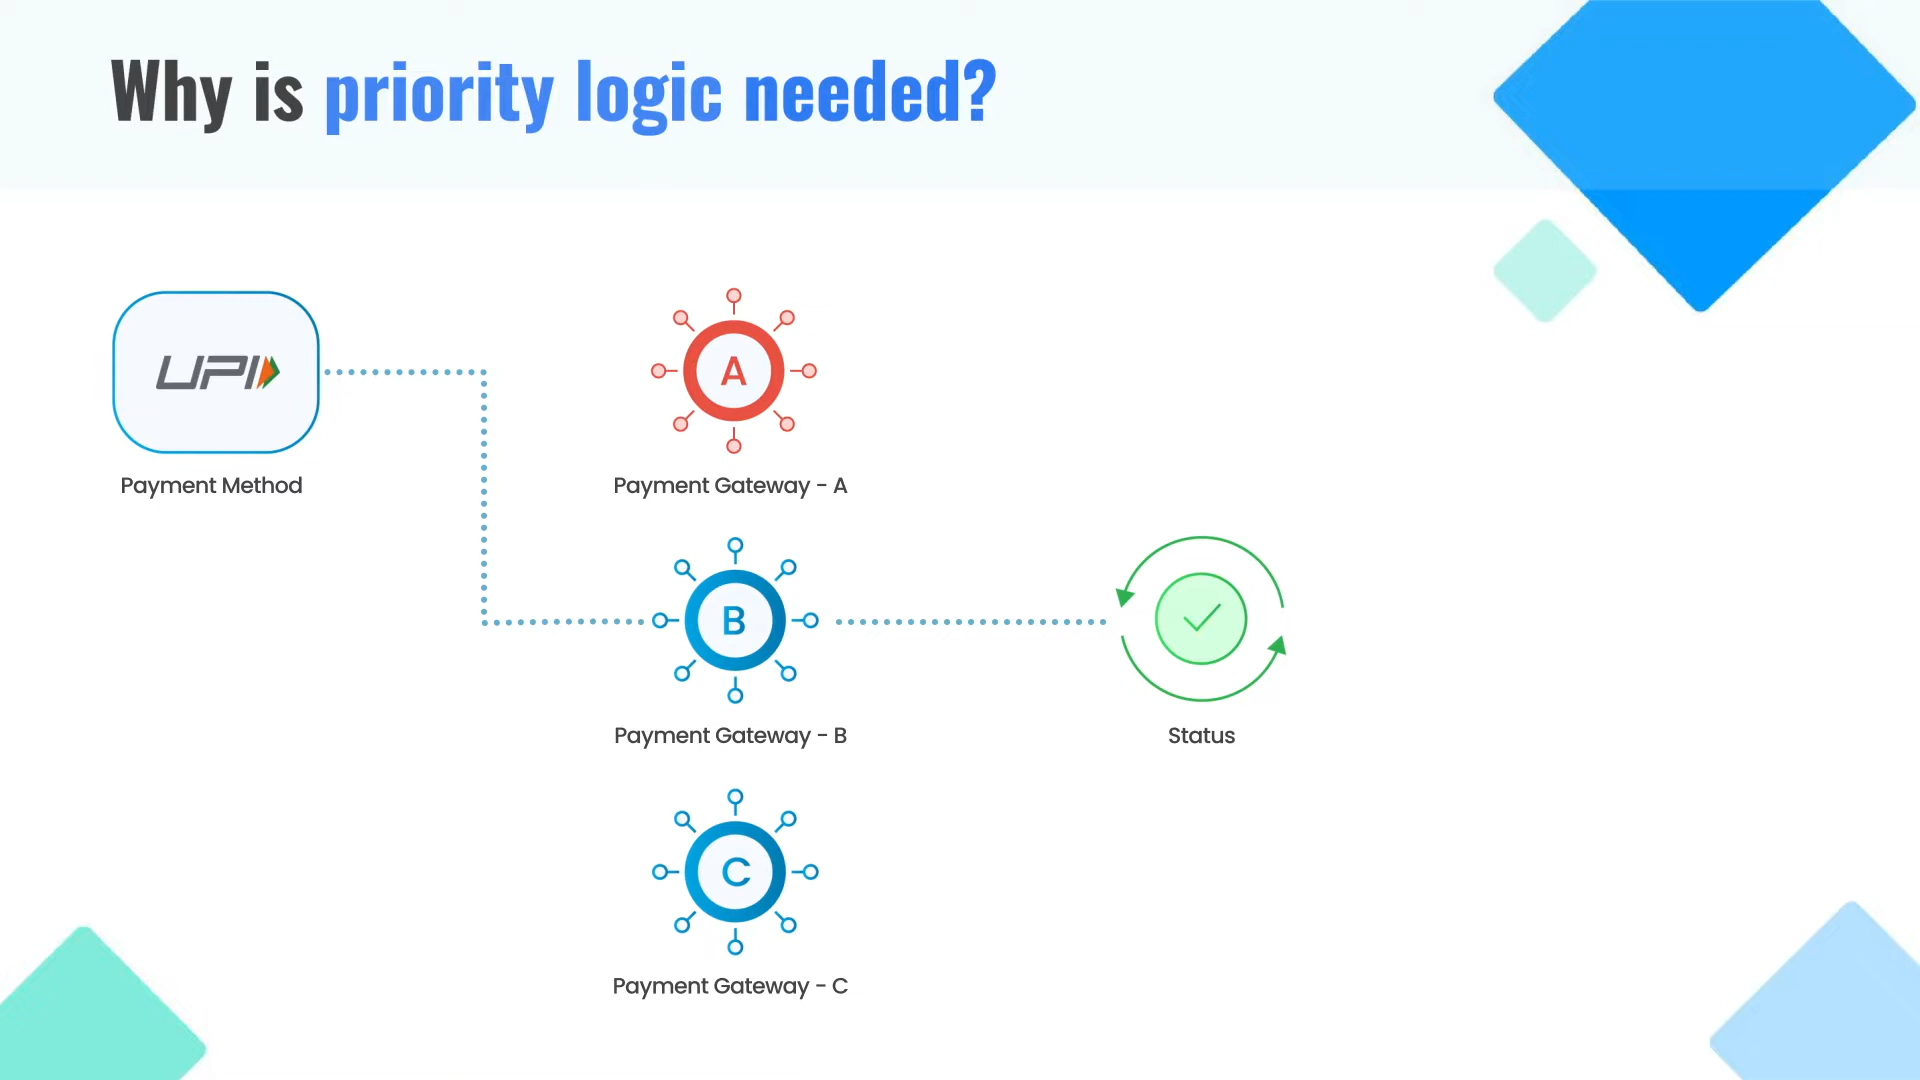 Why is priority logic needed?
UPI
Payment Method
A
Payment Gateway - A
B
Payment Gateway - B
Status
C
Payment Gateway - C